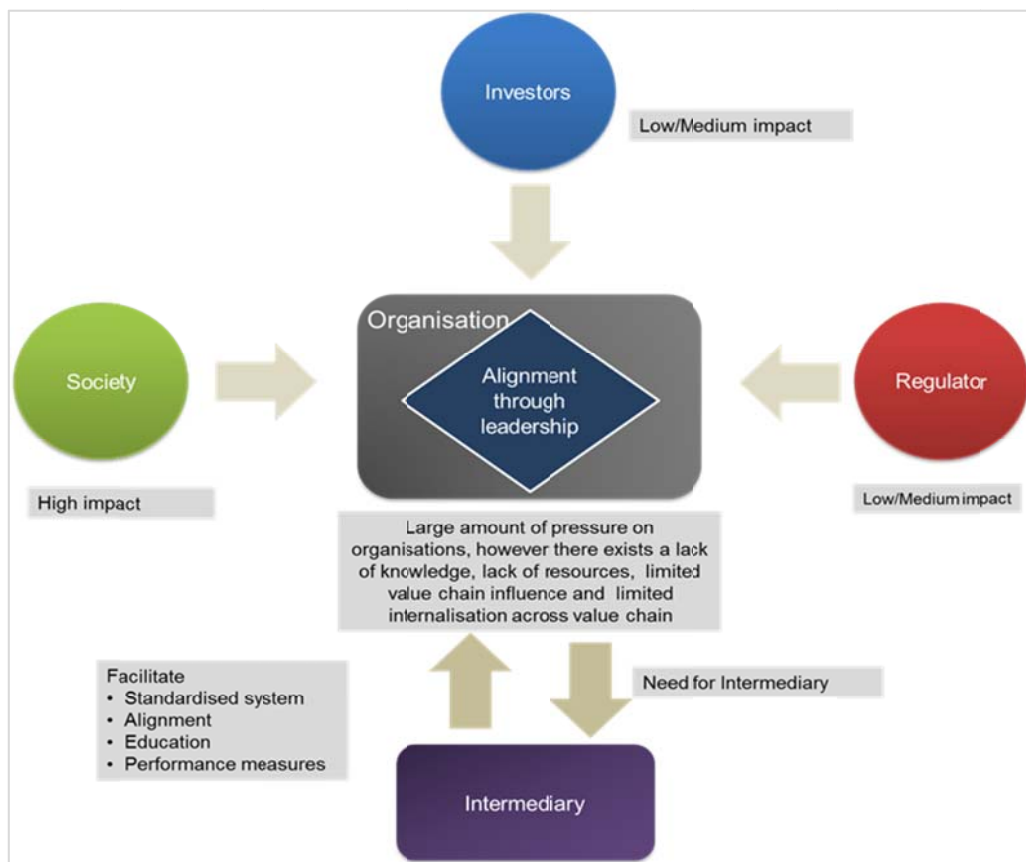 Investors
Low/Medium impact
Organisation
Society
Alignment
through
leadership
Regulator
High impact
Low/Medium impact
Large amount of pressure on
organisations, however there exists a lack
of knowledge, lack of resources, limited
value chain influence and limited
internalisation across value chain
Facilitate
• Standardised system
• Alignment
• Education
• Performance measures
Need for Intermediary
Intermediary